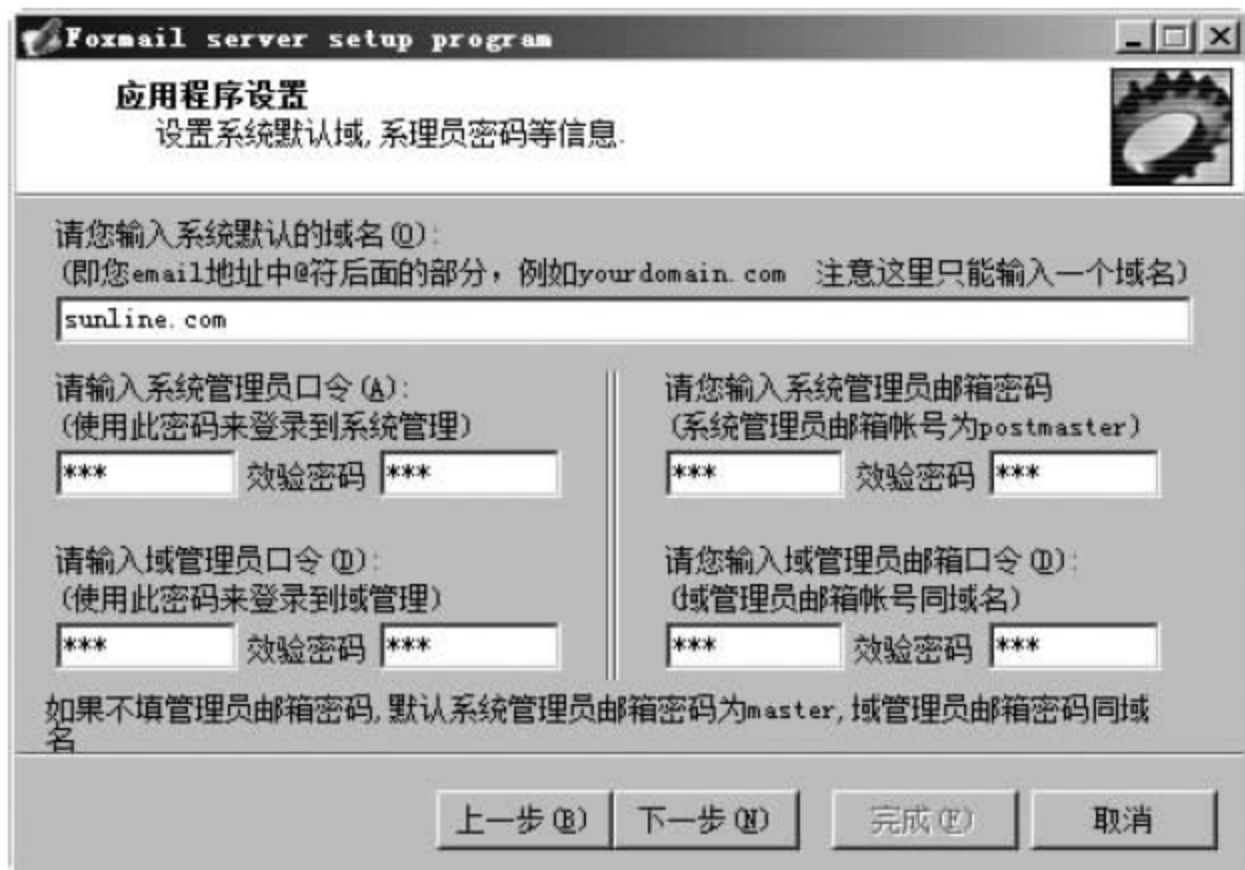 Foxmail server setup program
应用程序设置
设置系统默认域, 系理员密码等信息.
请您输入系统默认的域名(O):
(即您email地址中@符后面的部分，例如yourdomain.com 注意这里只能输入一个域名)
sunline.com
请输入系统管理员口令(A):
(使用此密码来登录到系统管理)
*** 效验密码 ***
请您输入系统管理员邮箱密码
(系统管理员邮箱帐号为postmaster)
*** 效验密码 ***
请输入域管理员口令(D):
(使用此密码来登录到域管理)
*** 效验密码 ***
请您输入域管理员邮箱口令(D):
(域管理员邮箱帐号同域名)
*** 效验密码 ***
如果不填管理员邮箱密码, 默认系统管理员邮箱密码为master, 域管理员邮箱密码同域
名
上一步(B) 下一步(N) 完成(F) 取消